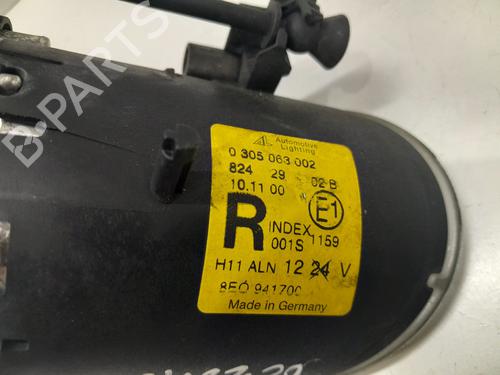 B-PARTS
Automotive
Lighting
0 305 063 002
824 29 02-B
10.11 00
E1
R INDEX 1159
001S
H11 ALN 12 24 V
8E0 941700
Made in Germany